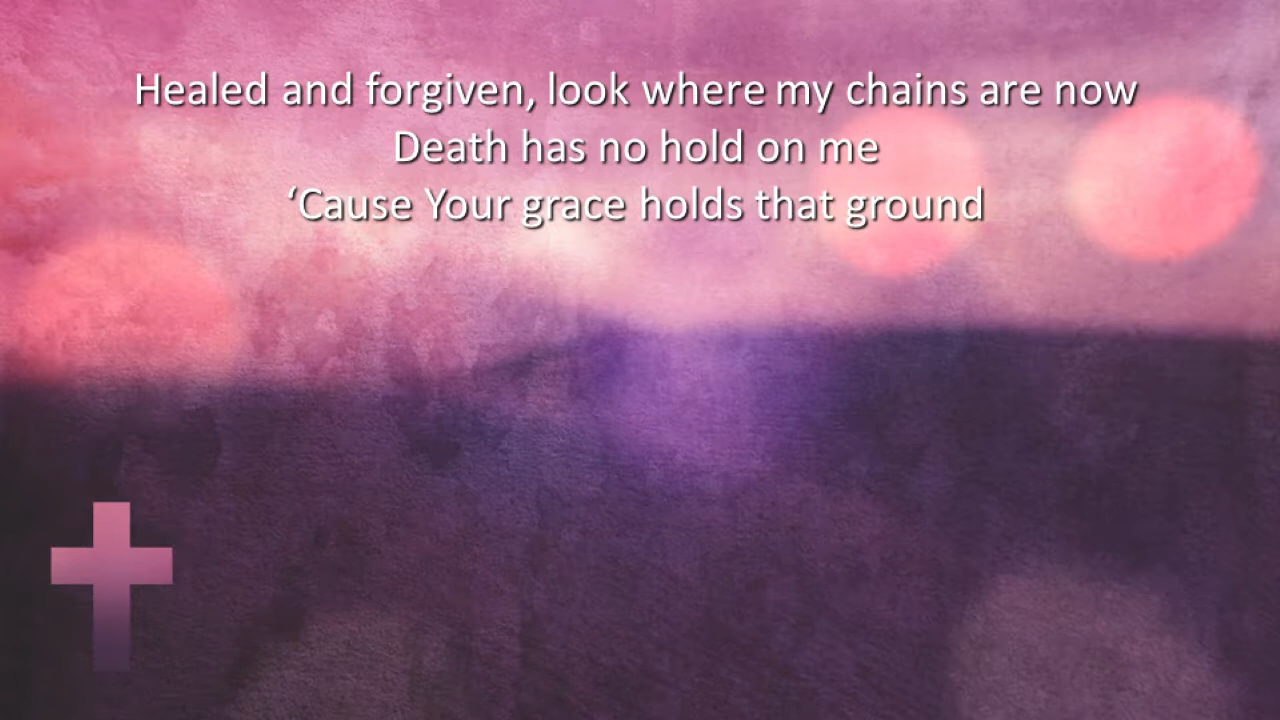 Healed and forgiven, look where my chains are now
Death has no hold on me
‘Cause Your grace holds that ground